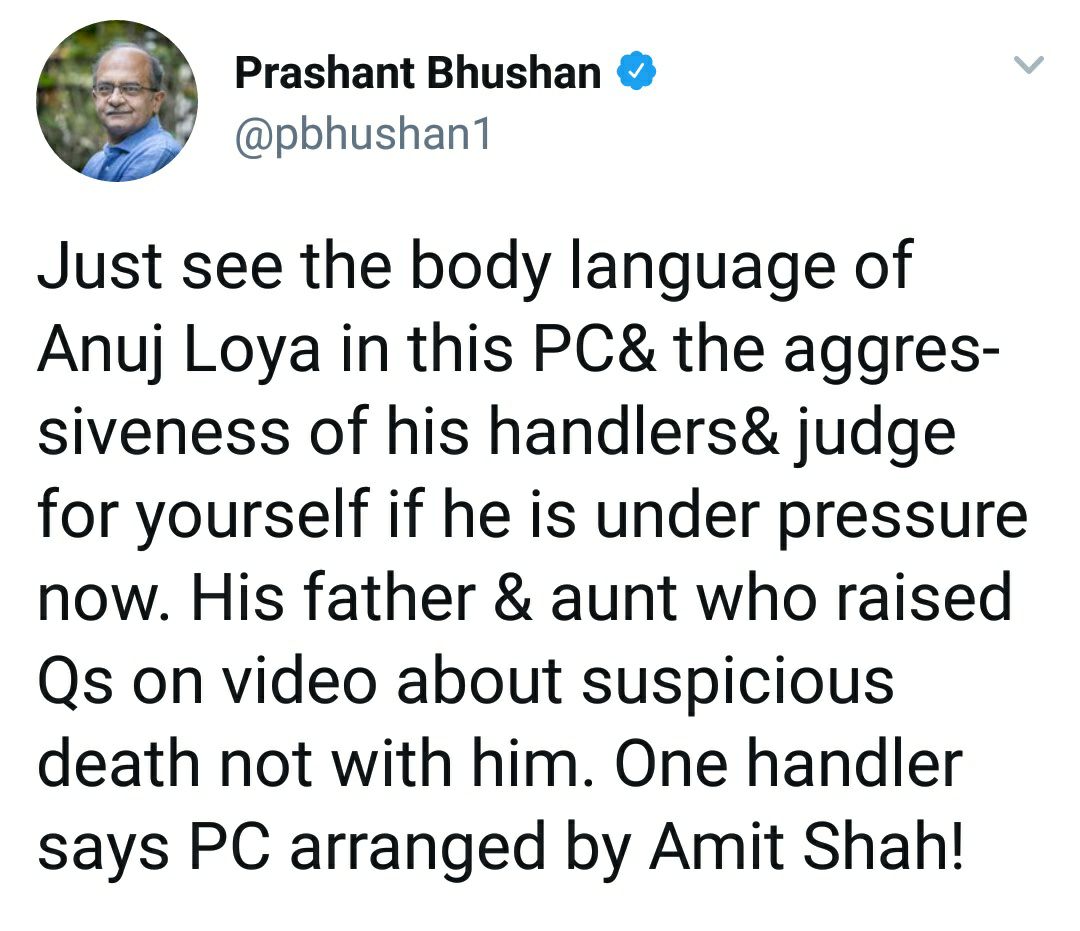 Prashant Bhushan
@pbhushan1
Just see the body language of
Anuj Loya in this PC& the aggres-
siveness of his handlers& judge
for yourself if he is under pressure
now. His father & aunt who raised
Qs on video about suspicious
death not with him. One handler
says PC arranged by Amit Shah!